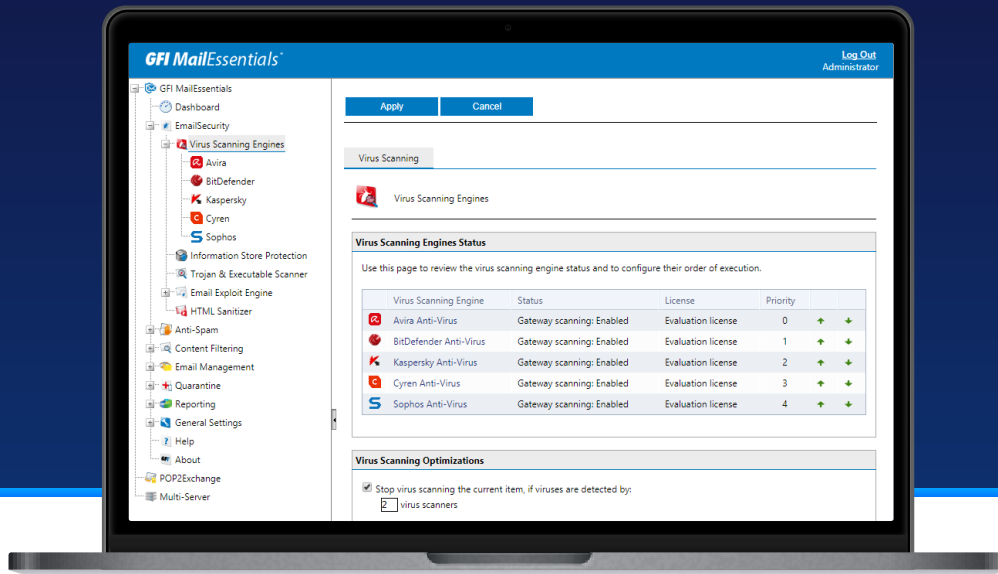 GFI MailEssentials
Log Out
Administrator
GFI MailEssentials
Dashboard
EmailSecurity
Virus Scanning Engines
Avira
BitDefender
Kaspersky
Cyren
Sophos
Information Store Protection
Trojan & Executable Scanner
Email Exploit Engine
HTML Sanitizer
Anti-Spam
Content Filtering
Email Management
Quarantine
Reporting
General Settings
Help
About
POP2Exchange
Multi-Server
Apply Cancel
Virus Scanning
Virus Scanning Engines
Virus Scanning Engines Status
Use this page to review the virus scanning engine status and to configure their order of execution.
Virus Scanning Engine Status License Priority
Avira Anti-Virus Gateway scanning: Enabled Evaluation license 0
BitDefender Anti-Virus Gateway scanning: Enabled Evaluation license 1
Kaspersky Anti-Virus Gateway scanning: Enabled Evaluation license 2
Cyren Anti-Virus Gateway scanning: Enabled Evaluation license 3
Sophos Anti-Virus Gateway scanning: Enabled Evaluation license 4
Virus Scanning Optimizations
Stop virus scanning the current item, if viruses are detected by:
2 virus scanners